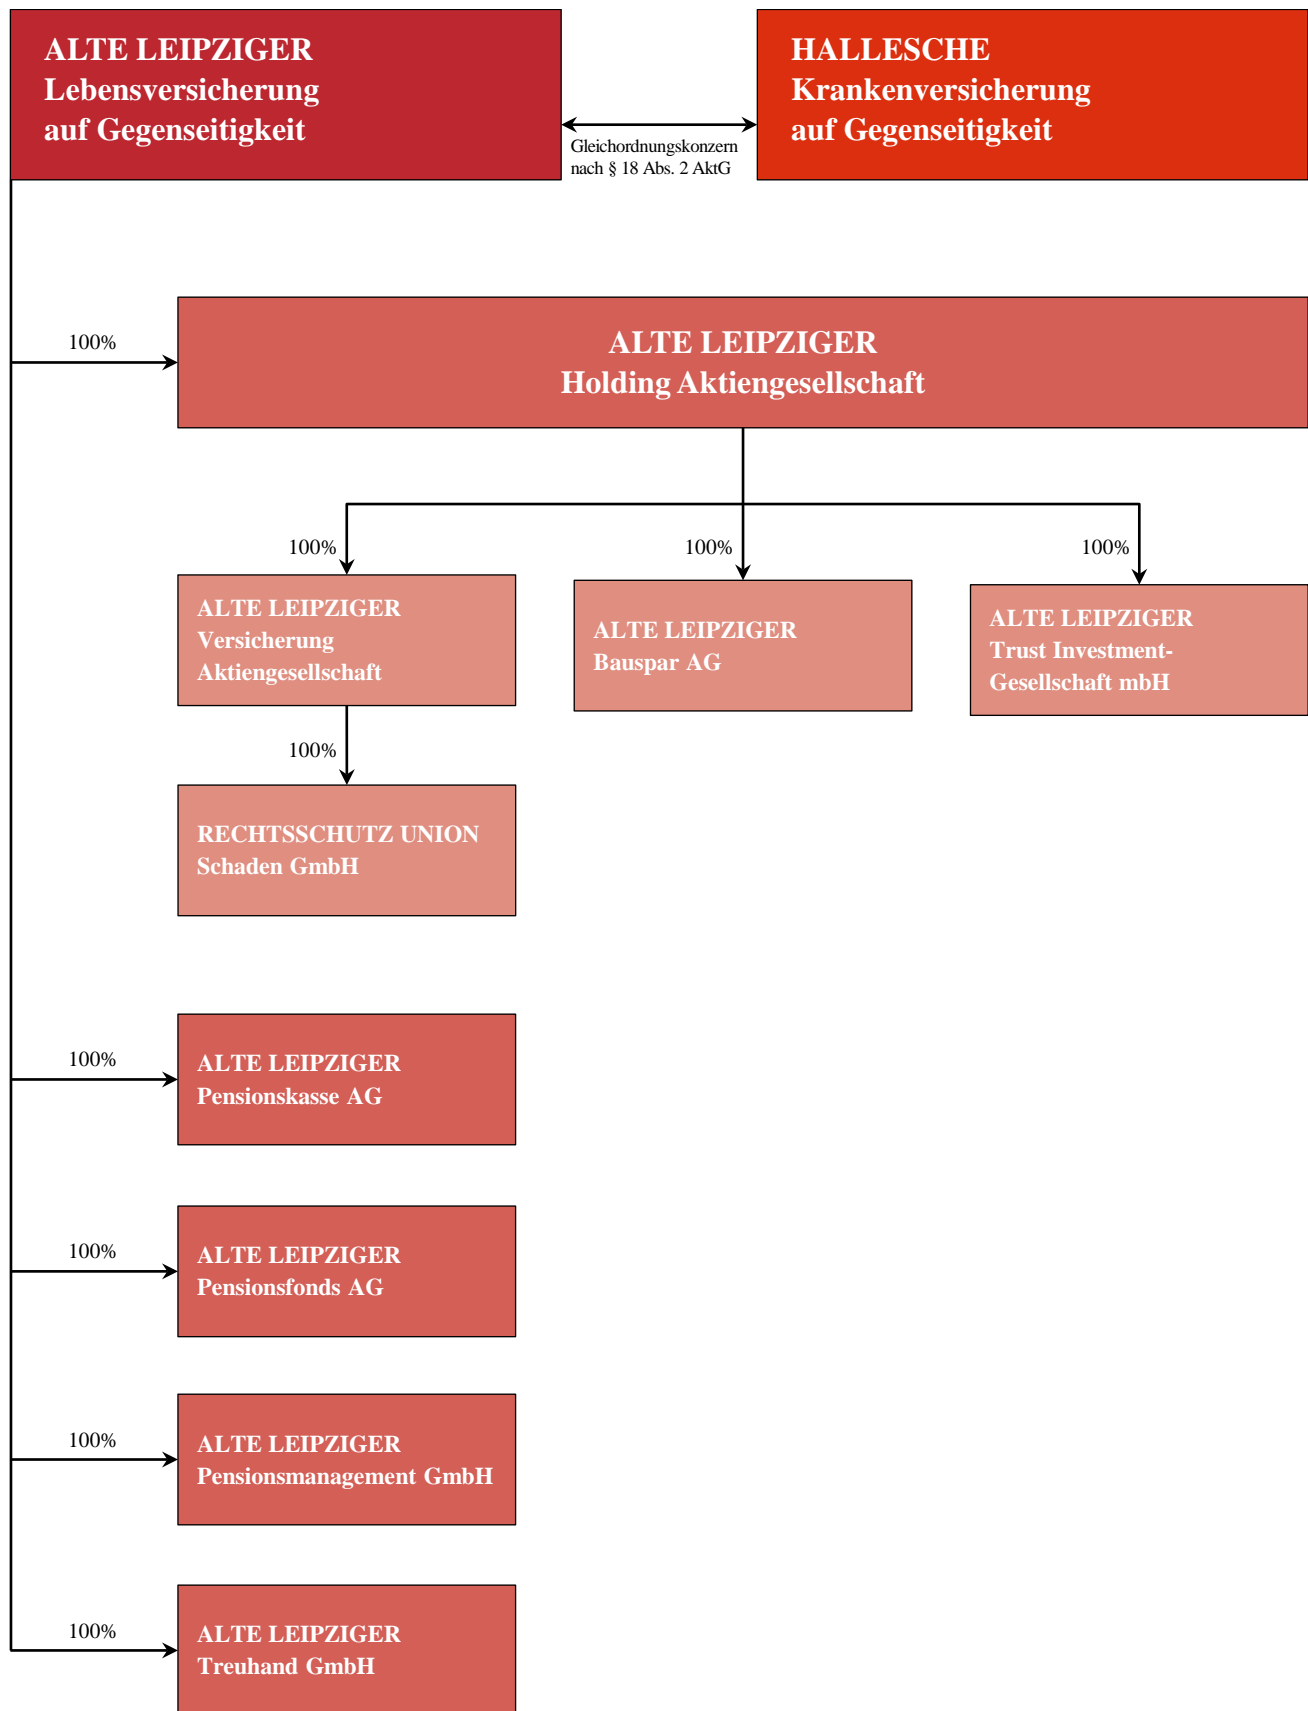 ALTE LEIPZIGER
Lebensversicherung
auf Gegenseitigkeit
HALLESCHE
Krankenversicherung
auf Gegenseitigkeit
Gleichordnungskonzern
nach § 18 Abs. 2 AktG
100%
ALTE LEIPZIGER
Holding Aktiengesellschaft
100%
100%
100%
ALTE LEIPZIGER
Versicherung
Aktiengesellschaft
ALTE LEIPZIGER
Bauspar AG
ALTE LEIPZIGER
Trust Investment-
Gesellschaft mbH
100%
RECHTSSCHUTZ UNION
Schaden GmbH
100%
ALTE LEIPZIGER
Pensionskasse AG
100%
ALTE LEIPZIGER
Pensionsfonds AG
100%
ALTE LEIPZIGER
Pensionsmanagement GmbH
100%
ALTE LEIPZIGER
Treuhand GmbH